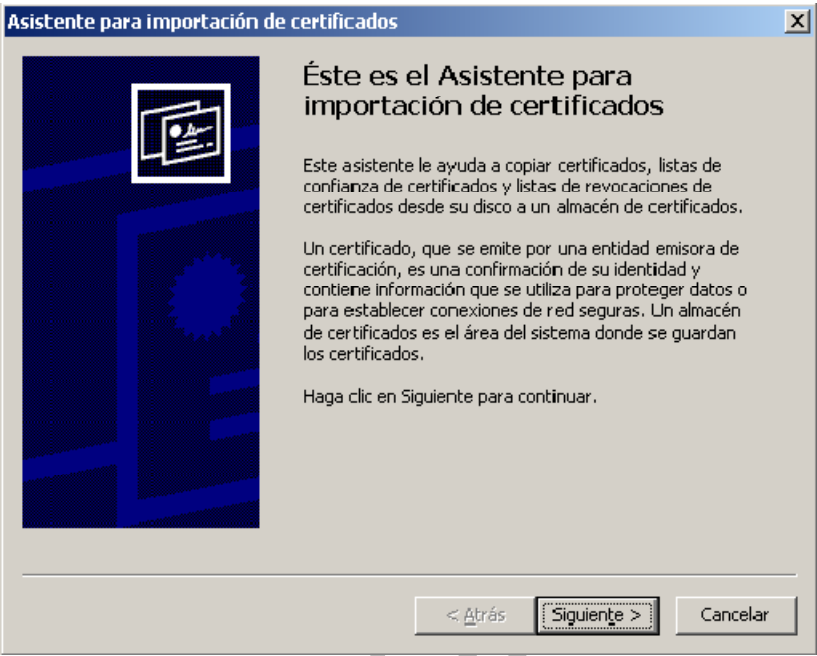 Asistente para importación de certificados
Éste es el Asistente para
importación de certificados
Este asistente le ayuda a copiar certificados, listas de
confianza de certificados y listas de revocaciones de
certificados desde su disco a un almacén de certificados.
Un certificado, que se emite por una entidad emisora de
certificación, es una confirmación de su identidad y
contiene información que se utiliza para proteger datos o
para establecer conexiones de red seguras. Un almacén
de certificados es el área del sistema donde se guardan
los certificados.
Haga clic en Siguiente para continuar.
< Atrás Siguiente > Cancelar